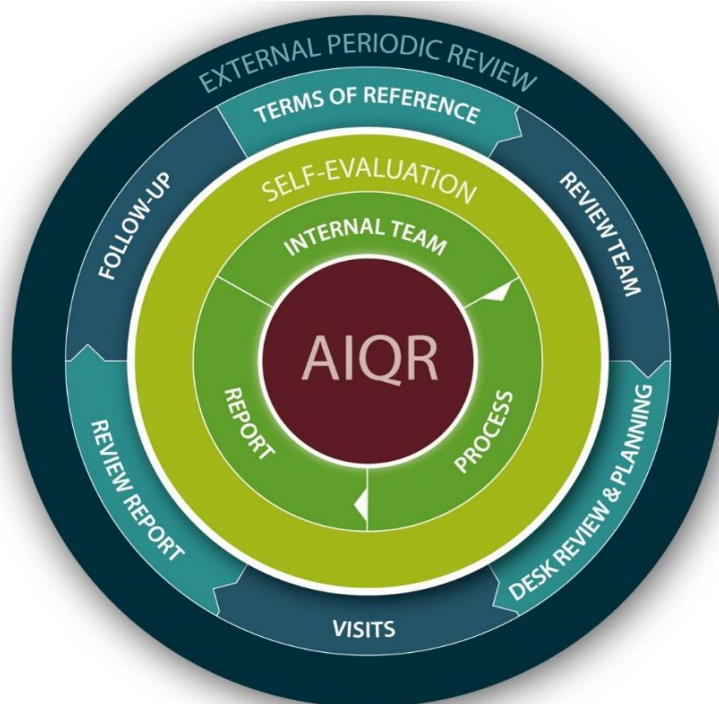 EXTERNAL PERIODIC REVIEW
TERMS OF REFERENCE
REVIEW TEAM
DESK REVIEW & PLANNING
VISITS
REVIEW REPORT
FOLLOW-UP
SELF-EVALUATION
INTERNAL TEAM
PROCESS
REPORT
AIQR